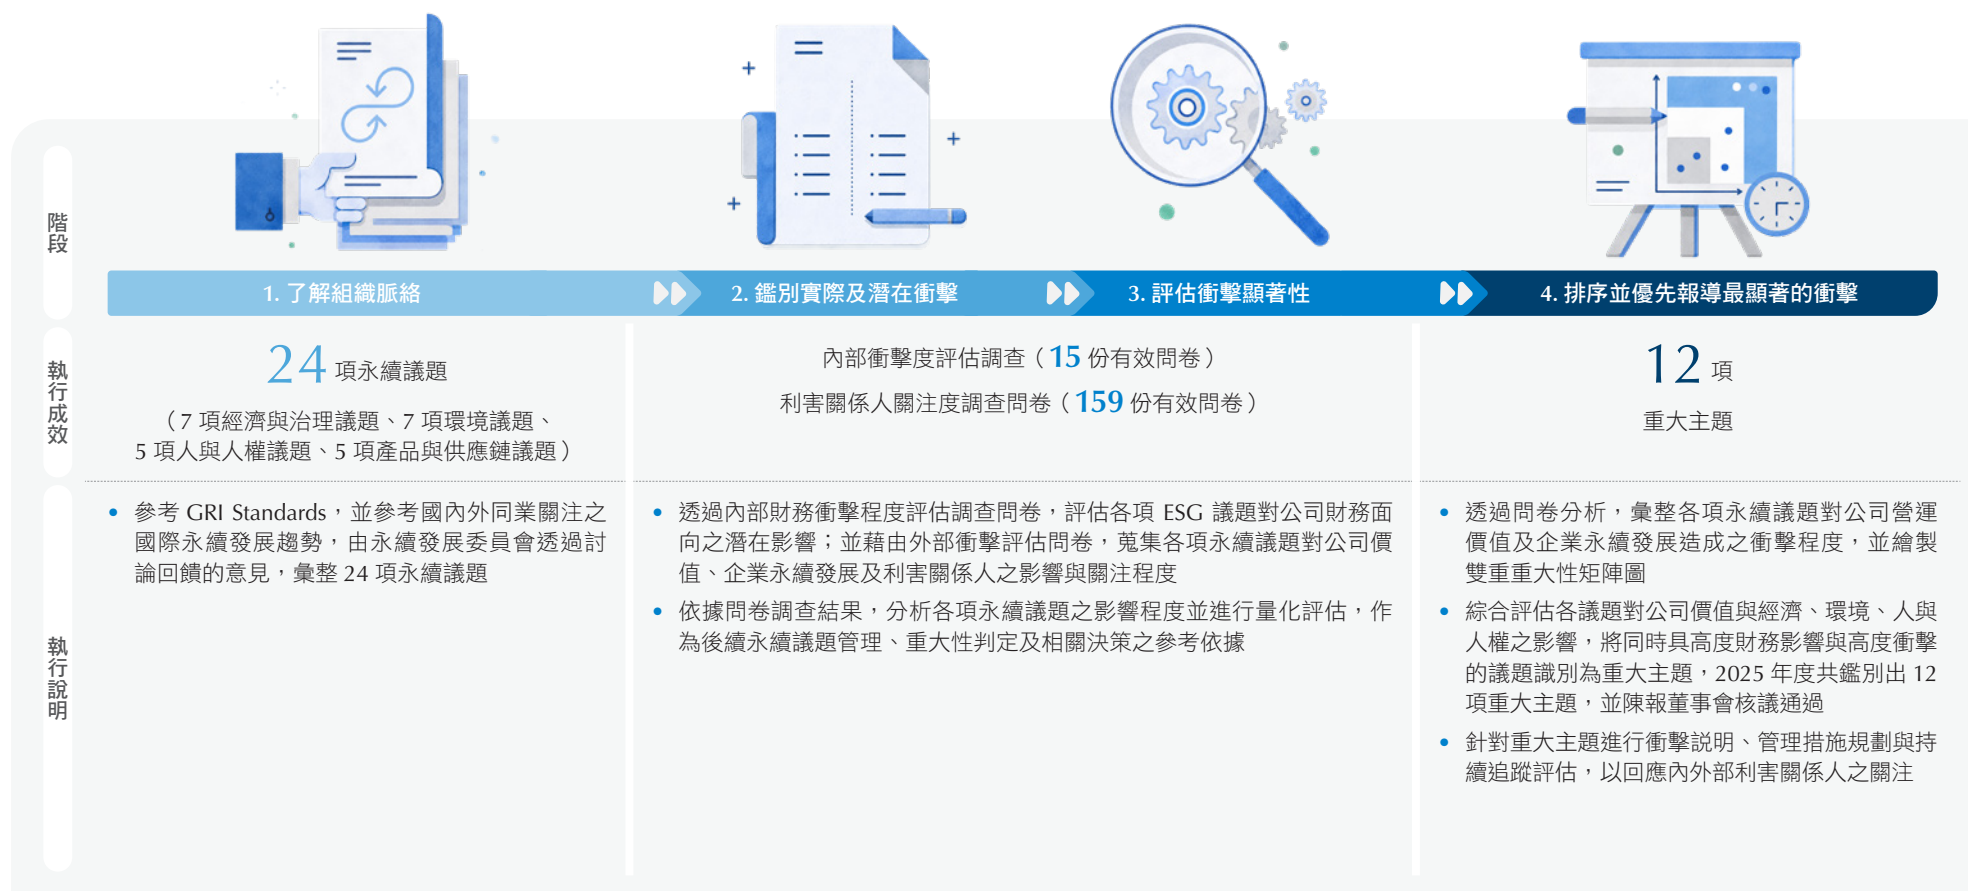 階段
1. 了解組織脈絡
2. 鑑別實際及潛在衝擊
3. 評估衝擊顯著性
4. 排序並優先報導最顯著的衝擊
執行成效
24 項永續議題
（7 項經濟與治理議題、7 項環境議題、
5 項人與人權議題、5 項產品與供應鏈議題）
內部衝擊度評估調查（15 份有效問卷）
利害關係人關注度調查問卷（159 份有效問卷）
12 項
重大主題
執行說明
• 參考 GRI Standards，並參考國內外同業關注之
國際永續發展趨勢，由永續發展委員會透過討
論回饋的意見，彙整 24 項永續議題
• 透過內部財務衝擊程度評估調查問卷，評估各項 ESG 議題對公司財務面
向之潛在影響；並藉由外部衝擊評估問卷，蒐集各項永續議題對公司價
值、企業永續發展及利害關係人之影響與關注程度
• 依據問卷調查結果，分析各項永續議題之影響程度並進行量化評估，作
為後續永續議題管理、重大性判定及相關決策之參考依據
• 透過問卷分析，彙整各項永續議題對公司營運
價值及企業永續發展造成之衝擊程度，並繪製
雙重重大性矩陣圖
• 綜合評估各議題對公司價值與經濟、環境、人與
人權之影響，將同時具高度財務影響與高度衝擊
的議題識別為重大主題，2025 年度共鑑別出 12
項重大主題，並陳報董事會核議通過
• 針對重大主題進行衝擊說明、管理措施規劃與持
續追蹤評估，以回應內外部利害關係人之關注